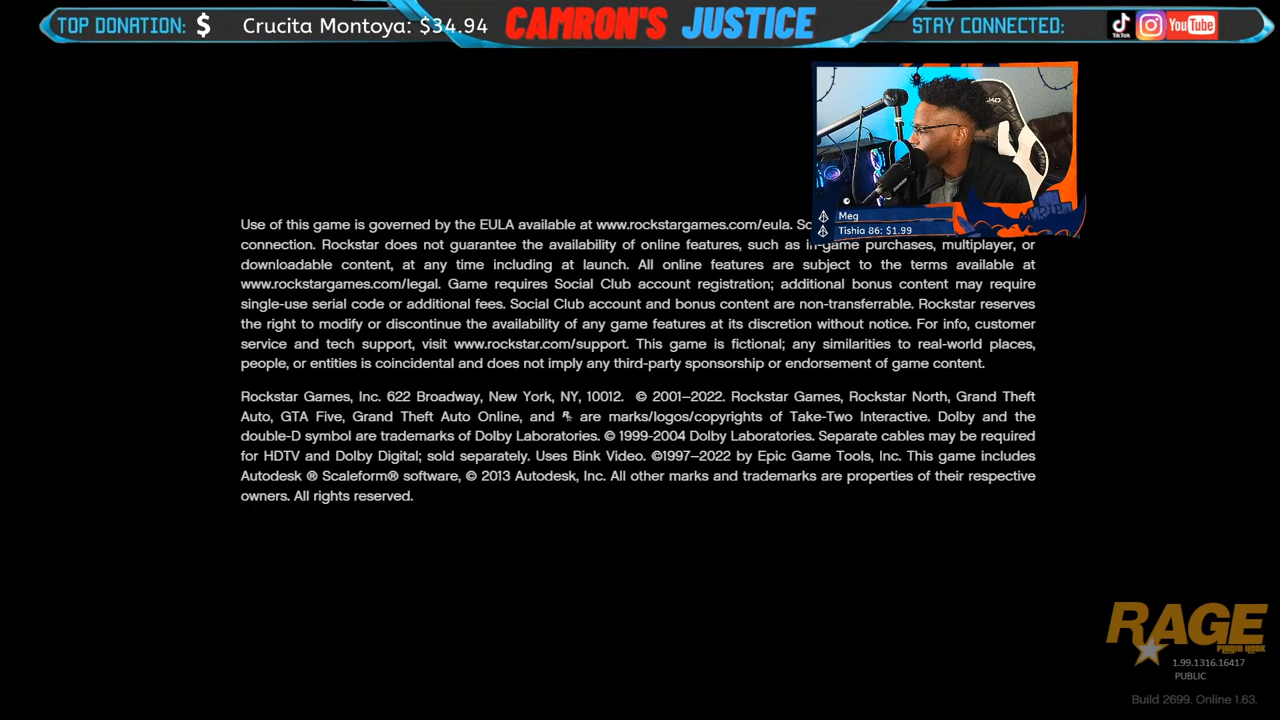 TOP DONATION: $ Crucita Montoya: $34.94 CAMRON'S JUSTICE STAY CONNECTED: TikTok YouTube
Meg
Tishia 86: $1.99
Use of this game is governed by the EULA available at www.rockstargames.com/eula. So
connection. Rockstar does not guarantee the availability of online features, such as in-game purchases, multiplayer, or
downloadable content, at any time including at launch. All online features are subject to the terms available at
www.rockstargames.com/legal. Game requires Social Club account registration; additional bonus content may require
single-use serial code or additional fees. Social Club account and bonus content are non-transferrable. Rockstar reserves
the right to modify or discontinue the availability of any game features at its discretion without notice. For info, customer
service and tech support, visit www.rockstar.com/support. This game is fictional; any similarities to real-world places,
people, or entities is coincidental and does not imply any third-party sponsorship or endorsement of game content.
Rockstar Games, Inc. 622 Broadway, New York, NY, 10012. © 2001–2022. Rockstar Games, Rockstar North, Grand Theft
Auto, GTA Five, Grand Theft Auto Online, and R* are marks/logos/copyrights of Take-Two Interactive. Dolby and the
double-D symbol are trademarks of Dolby Laboratories. © 1999-2004 Dolby Laboratories. Separate cables may be required
for HDTV and Dolby Digital; sold separately. Uses Bink Video. ©1997–2022 by Epic Game Tools, Inc. This game includes
Autodesk ® Scaleform® software, © 2013 Autodesk, Inc. All other marks and trademarks are properties of their respective
owners. All rights reserved.
RAGE
PLUGIN HOOK
1.99.1316.16417
PUBLIC
Build 2699. Online 1.63.